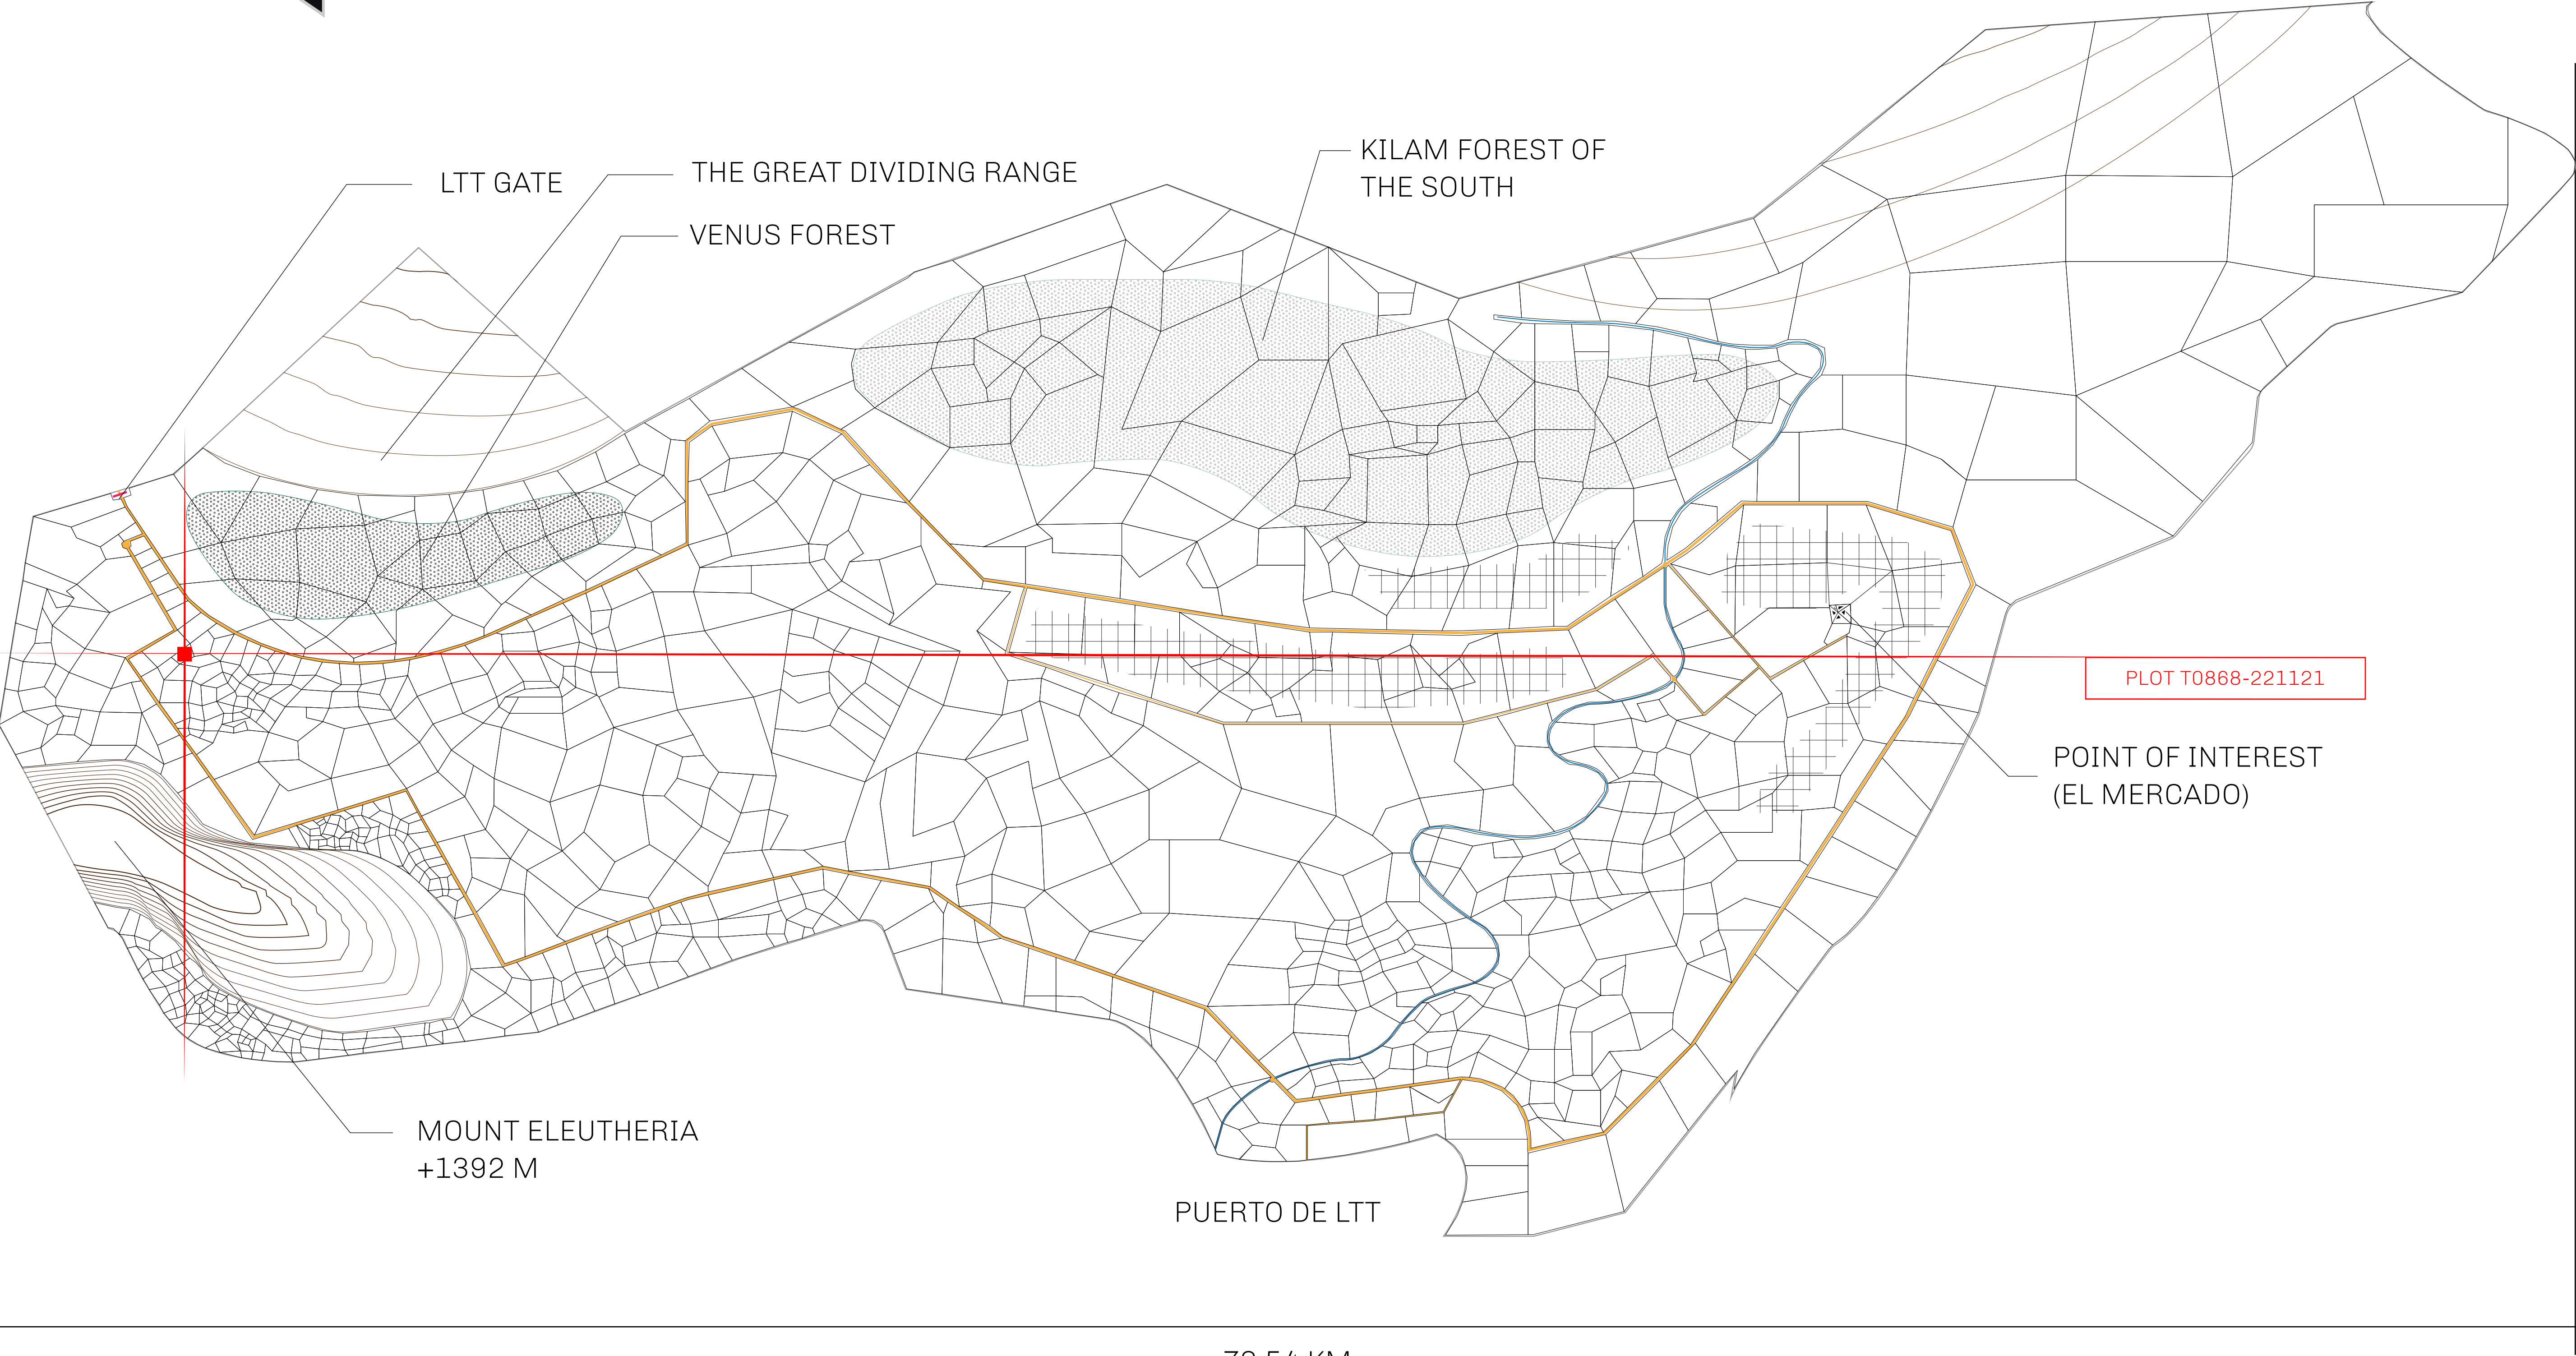 KILAM FOREST OF
THE SOUTH
THE GREAT DIVIDING RANGE
LTT GATE
VENUS FOREST
PLOT T0868-221121
POINT OF INTEREST
(EL MERCADO)
MOUNT ELEUTHERIA
+1392 M
PUERTO DE LTT
KM